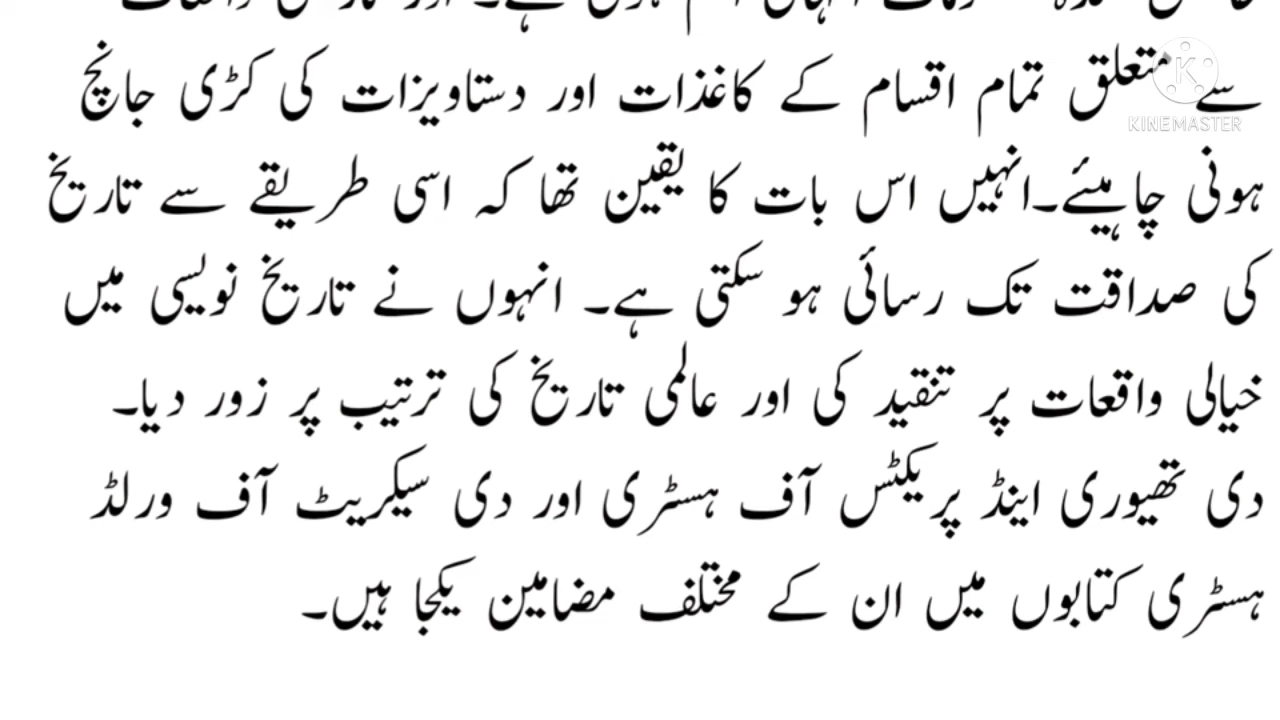 سے متعلق تمام اقسام کے کاغذات اور دستاویزات کی کڑی جانچ
ہونی چاہیئے۔انہیں اس بات کا یقین تھا کہ اسی طریقے سے تاریخ
کی صداقت تک رسائی ہو سکتی ہے۔ انہوں نے تاریخ نویسی میں
خیالی واقعات پر تنقید کی اور عالمی تاریخ کی ترتیب پر زور دیا۔
دی تھیوری اینڈ پریکٹس آف ہسٹری اور دی سیکریٹ آف ورلڈ
ہسٹری کتابوں میں ان کے مختلف مضامین یکجا ہیں۔
K
KINEMASTER